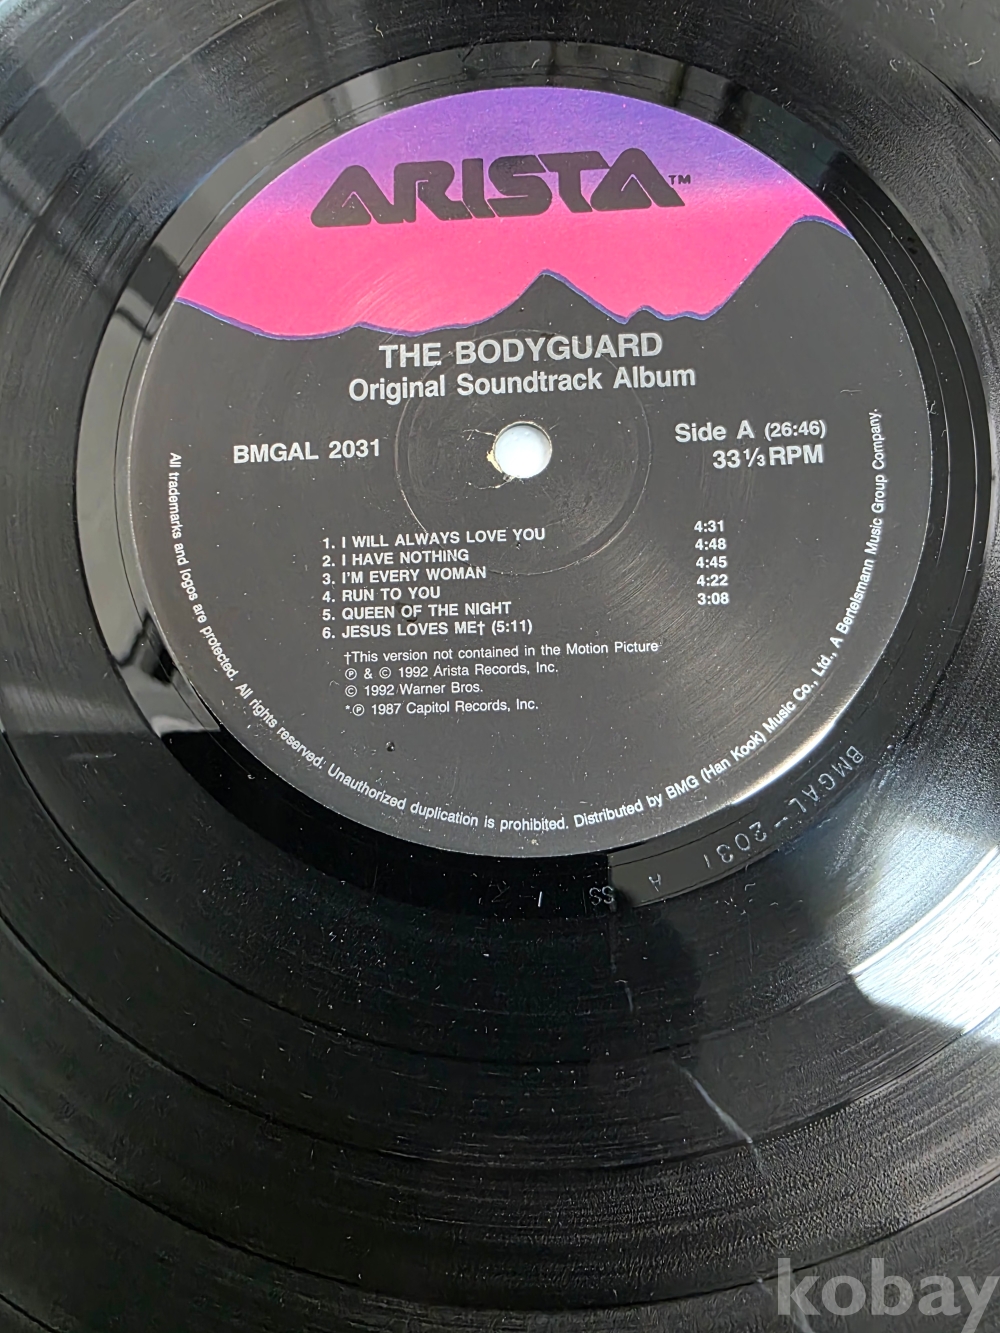 ARISTA™
THE BODYGUARD
Original Soundtrack Album
BMGAL 2031
Side A (26:46)
33⅓ RPM
1. I WILL ALWAYS LOVE YOU 4:31
2. I HAVE NOTHING 4:48
3. I'M EVERY WOMAN 4:45
4. RUN TO YOU 4:22
5. QUEEN OF THE NIGHT 3:08
6. JESUS LOVES ME† (5:11)
†This version not contained in the Motion Picture
℗ & © 1992 Arista Records, Inc.
© 1992 Warner Bros.
*℗ 1987 Capitol Records, Inc.
All trademarks and logos are protected. All rights reserved. Unauthorized duplication is prohibited. Distributed by BMG (Han Kook) Music Co., Ltd., A Bertelsmann Music Group Company.
BMGAL-2031 A SS
kobay